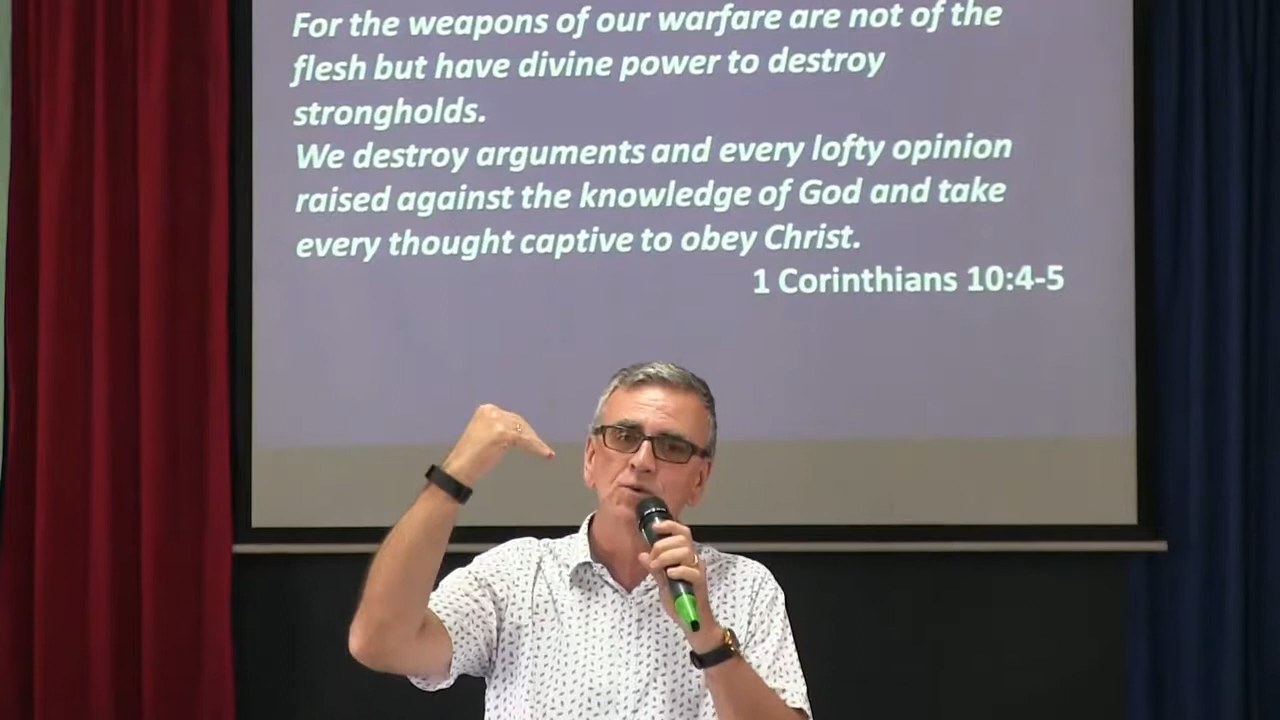 For the weapons of our warfare are not of the
flesh but have divine power to destroy
strongholds.
We destroy arguments and every lofty opinion
raised against the knowledge of God and take
every thought captive to obey Christ.
1 Corinthians 10:4-5